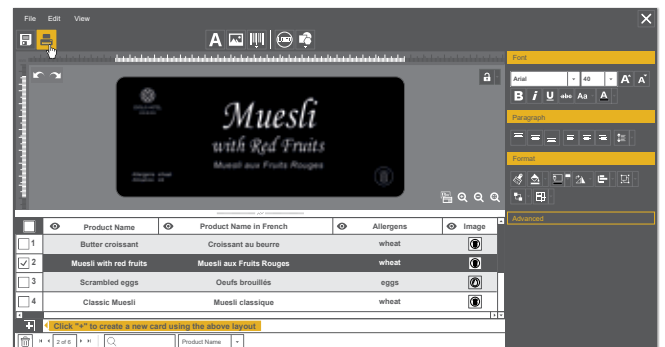 File Edit View
A
Font
Arial 40 A A
B i U abc Aa A
Paragraph
Format
Advanced
Muesli
with Red Fruits
Muesli aux Fruits Rouges
Allergens: wheat
Product Name Product Name in French Allergens Image
1 Butter croissant Croissant au beurre wheat
2 Muesli with red fruits Muesli aux Fruits Rouges wheat
3 Scrambled eggs Oeufs brouillés eggs
4 Classic Muesli Muesli classique wheat
Click "+" to create a new card using the above layout
2 of 6 Product Name